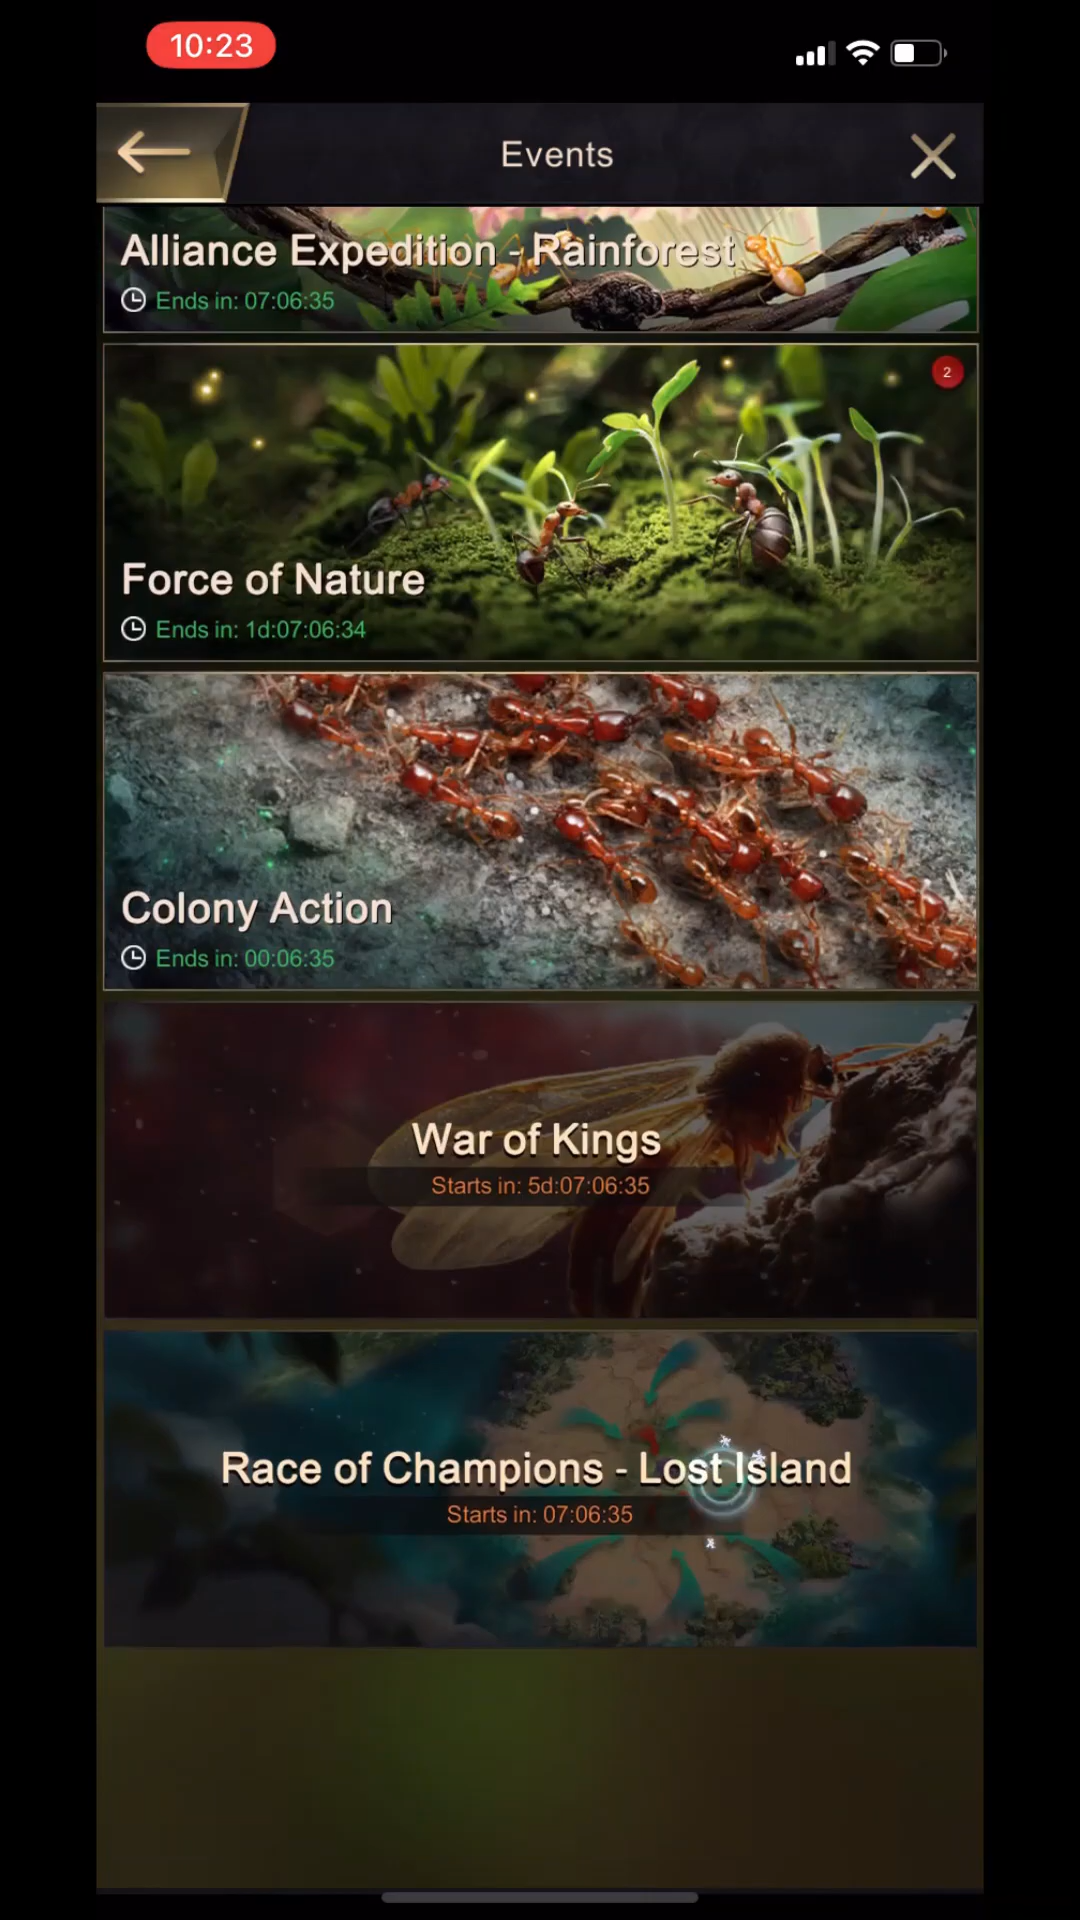 10:23
Events
Alliance Expedition - Rainforest
Ends in: 07:06:35
2
Force of Nature
Ends in: 1d:07:06:34
Colony Action
Ends in: 00:06:35
War of Kings
Starts in: 5d:07:06:35
Race of Champions - Lost Island
Starts in: 07:06:35